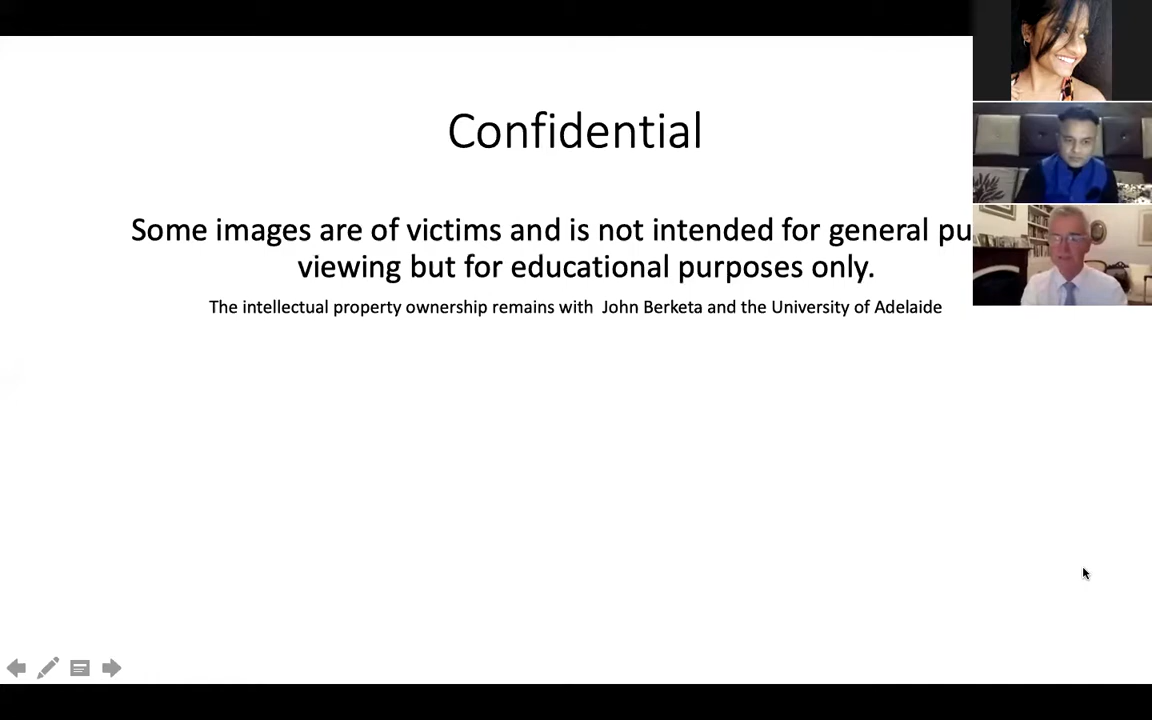 Confidential
Some images are of victims and is not intended for general
viewing but for educational purposes only.
The intellectual property ownership remains with John Berketa and the University of Adelaide